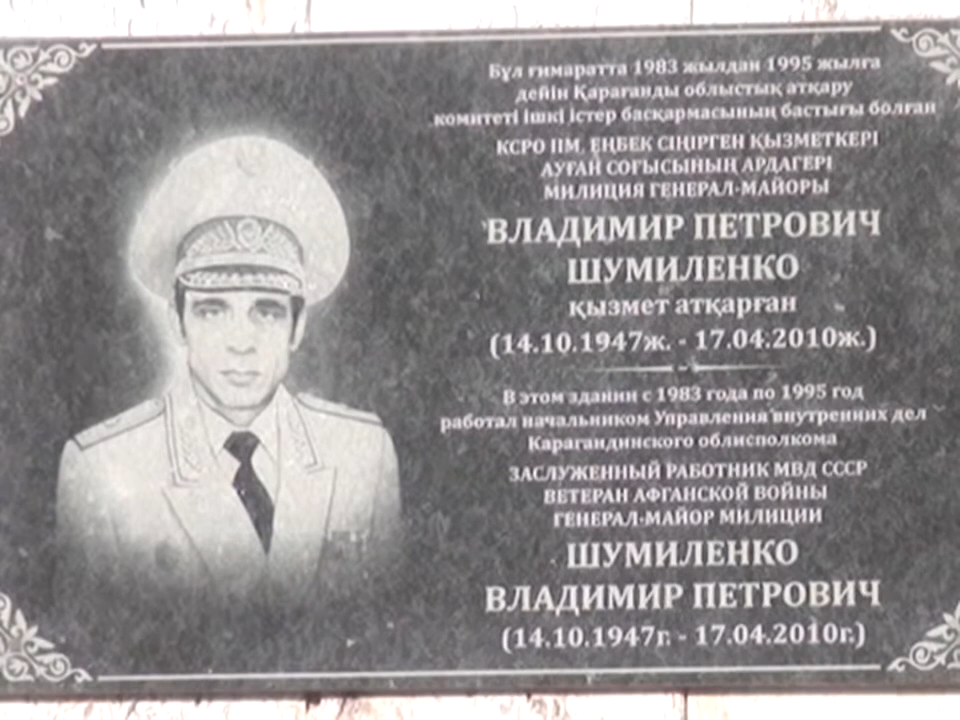 Бұл ғимаратта 1983 жылдан 1995 жылға
дейін Қарағанды облыстық атқару
комитеті ішкі істер басқармасының бастығы болған
КСРО ІІМ. ЕҢБЕК СІҢІРГЕН ҚЫЗМЕТКЕРІ
АУҒАН СОҒЫСЫНЫҢ АРДАГЕРІ
МИЛИЦИЯ ГЕНЕРАЛ-МАЙОРЫ
ВЛАДИМИР ПЕТРОВИЧ
ШУМИЛЕНКО
қызмет атқарған
(14.10.1947ж. - 17.04.2010ж.)
В этом здании с 1983 года по 1995 год
работал начальником Управления внутренних дел
Карагандинского облисполкома
ЗАСЛУЖЕННЫЙ РАБОТНИК МВД СССР
ВЕТЕРАН АФГАНСКОЙ ВОЙНЫ
ГЕНЕРАЛ-МАЙОР МИЛИЦИИ
ШУМИЛЕНКО
ВЛАДИМИР ПЕТРОВИЧ
(14.10.1947г. - 17.04.2010г.)